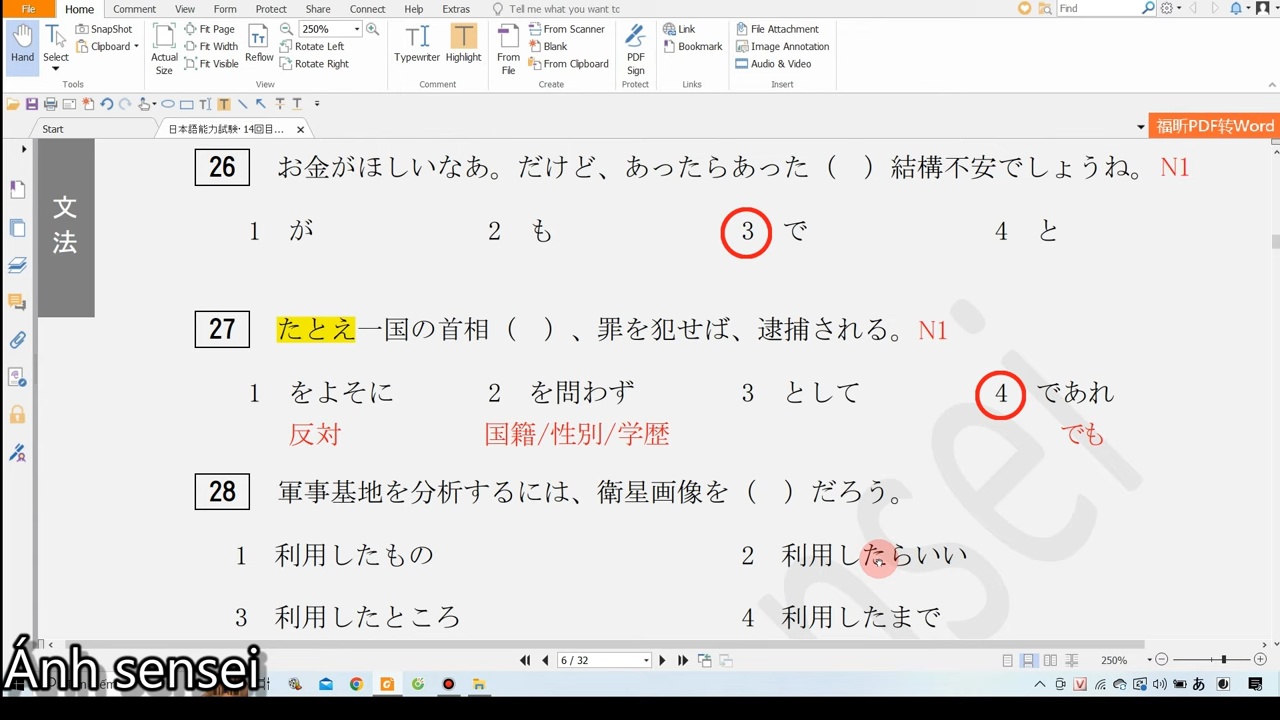 File Home Comment View Form Protect Share Connect Help Extras Tell me what you want to Find
Hand Select SnapShot Clipboard Actual Size Fit Page Fit Width Fit Visible Reflow 250% Rotate Left Rotate Right Typewriter Highlight From File From Scanner Blank From Clipboard PDF Sign Link Bookmark File Attachment Image Annotation Audio & Video
Tools View Comment Create Protect Links Insert
Start 日本語能力試験・14回目... 福昕PDF转Word
文法
26 お金がほしいなあ。だけど、あったらあった（ ）結構不安でしょうね。 N1
1 が 2 も 3 で 4 と
27 たとえ一国の首相（ ）、罪を犯せば、逮捕される。 N1
1 をよそに 2 を問わず 3 として 4 であれ
反対 国籍/性別/学歴 でも
28 軍事基地を分析するには、衛星画像を（ ）だろう。
1 利用したもの 2 利用したらいい
3 利用したところ 4 利用したまで
nsei
Ánh sensei
6 / 32 250%